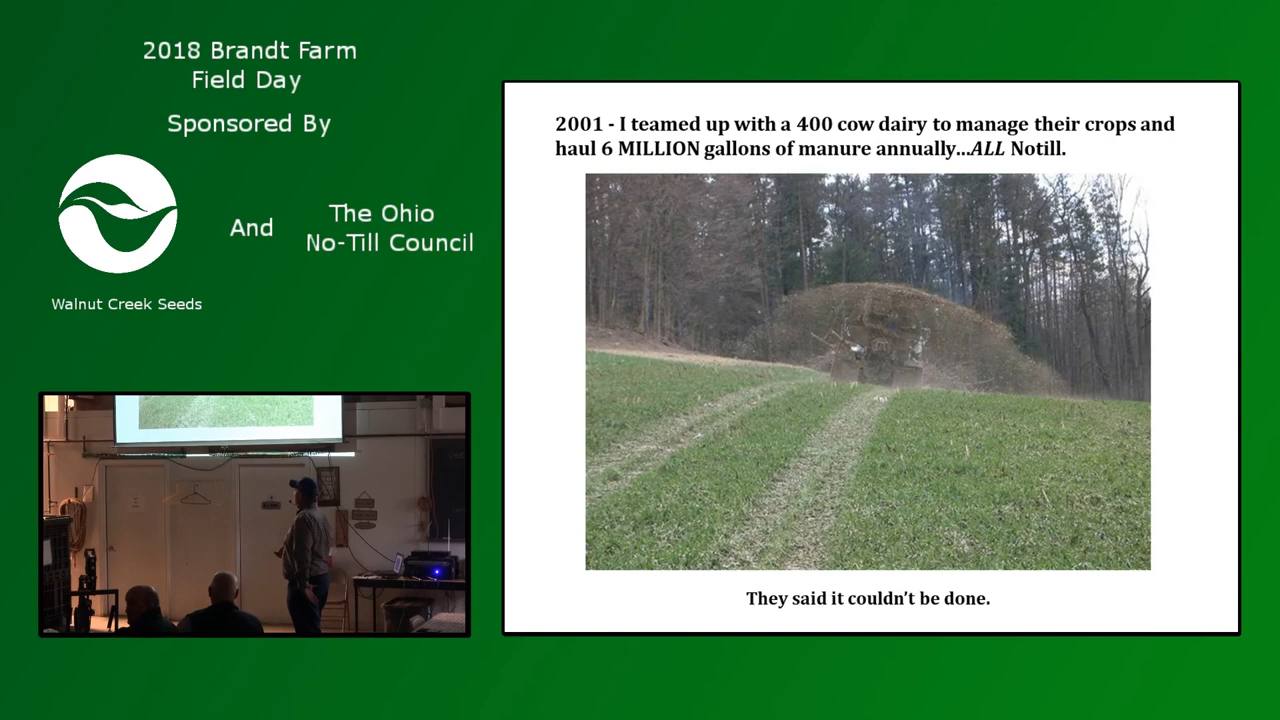 2018 Brandt Farm
Field Day
Sponsored By
And
The Ohio
No-Till Council
Walnut Creek Seeds
2001 - I teamed up with a 400 cow dairy to manage their crops and
haul 6 MILLION gallons of manure annually...ALL Notill.
They said it couldn’t be done.